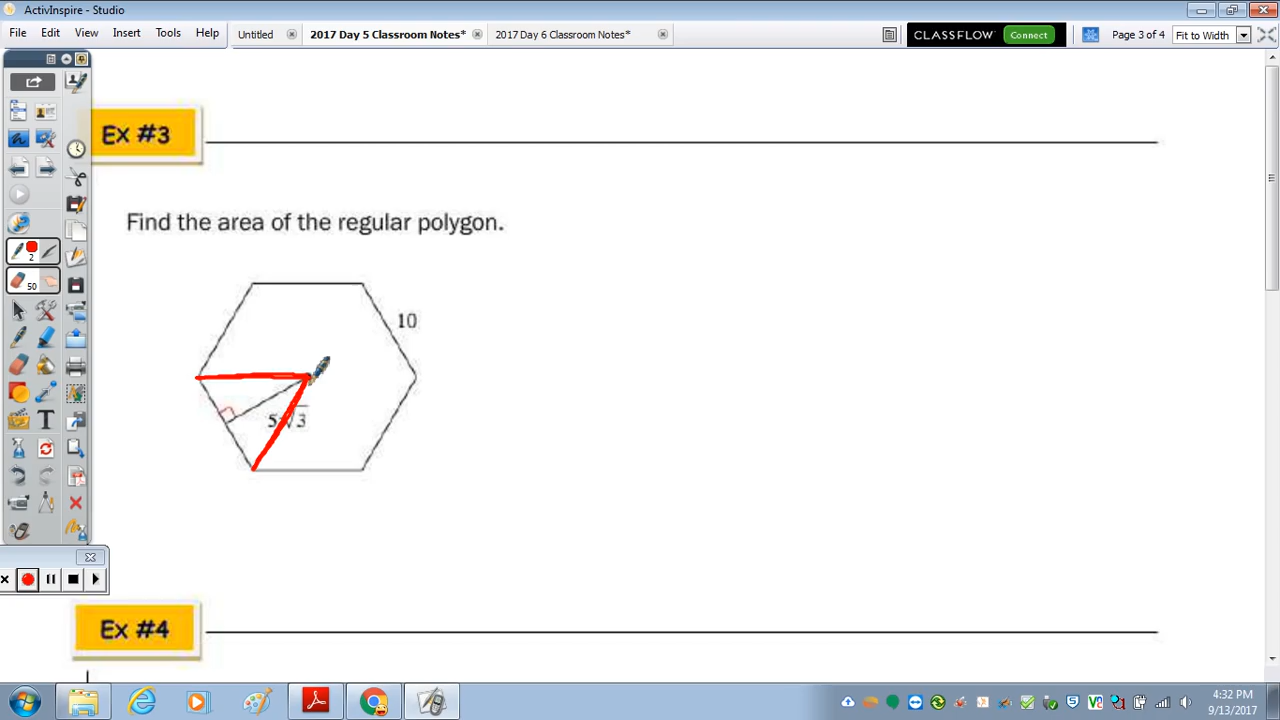 ActivInspire - Studio
File Edit View Insert Tools Help
Untitled
2017 Day 5 Classroom Notes*
2017 Day 6 Classroom Notes*
CLASSFLOW Connect
Page 3 of 4
Fit to Width
Ex #3
Find the area of the regular polygon.
10
5√3
2
50
T
Ex #4
4:32 PM
9/13/2017